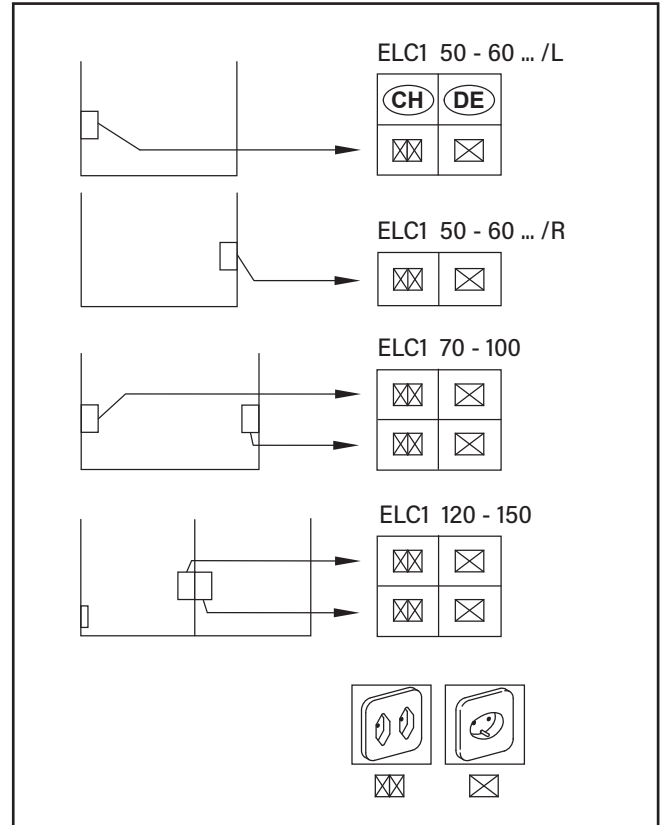 ELC1 50 - 60 ... /L
CH DE
ELC1 50 - 60 ... /R
ELC1 70 - 100
ELC1 120 - 150